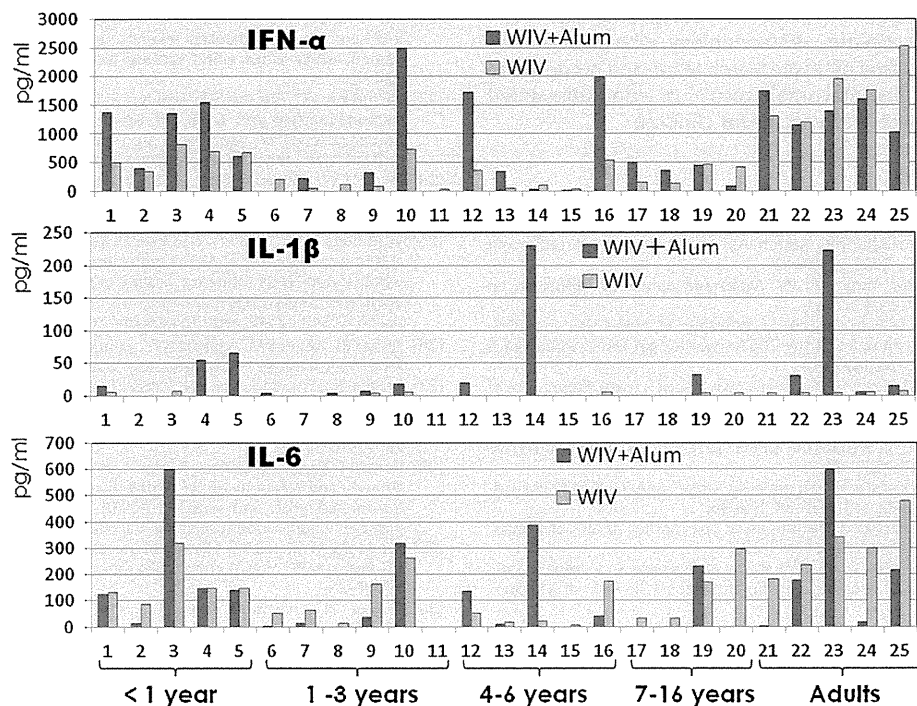 IFN-α
WIV+Alum
WIV
pg/ml
3000
2500
2000
1500
1000
500
0
1 2 3 4 5 6 7 8 9 10 11 12 13 14 15 16 17 18 19 20 21 22 23 24 25
IL-1β
WIV+Alum
WIV
pg/ml
250
200
150
100
50
0
1 2 3 4 5 6 7 8 9 10 11 12 13 14 15 16 17 18 19 20 21 22 23 24 25
IL-6
WIV+Alum
WIV
pg/ml
700
600
500
400
300
200
100
0
1 2 3 4 5 6 7 8 9 10 11 12 13 14 15 16 17 18 19 20 21 22 23 24 25
< 1 year 1 -3 years 4-6 years 7-16 years Adults